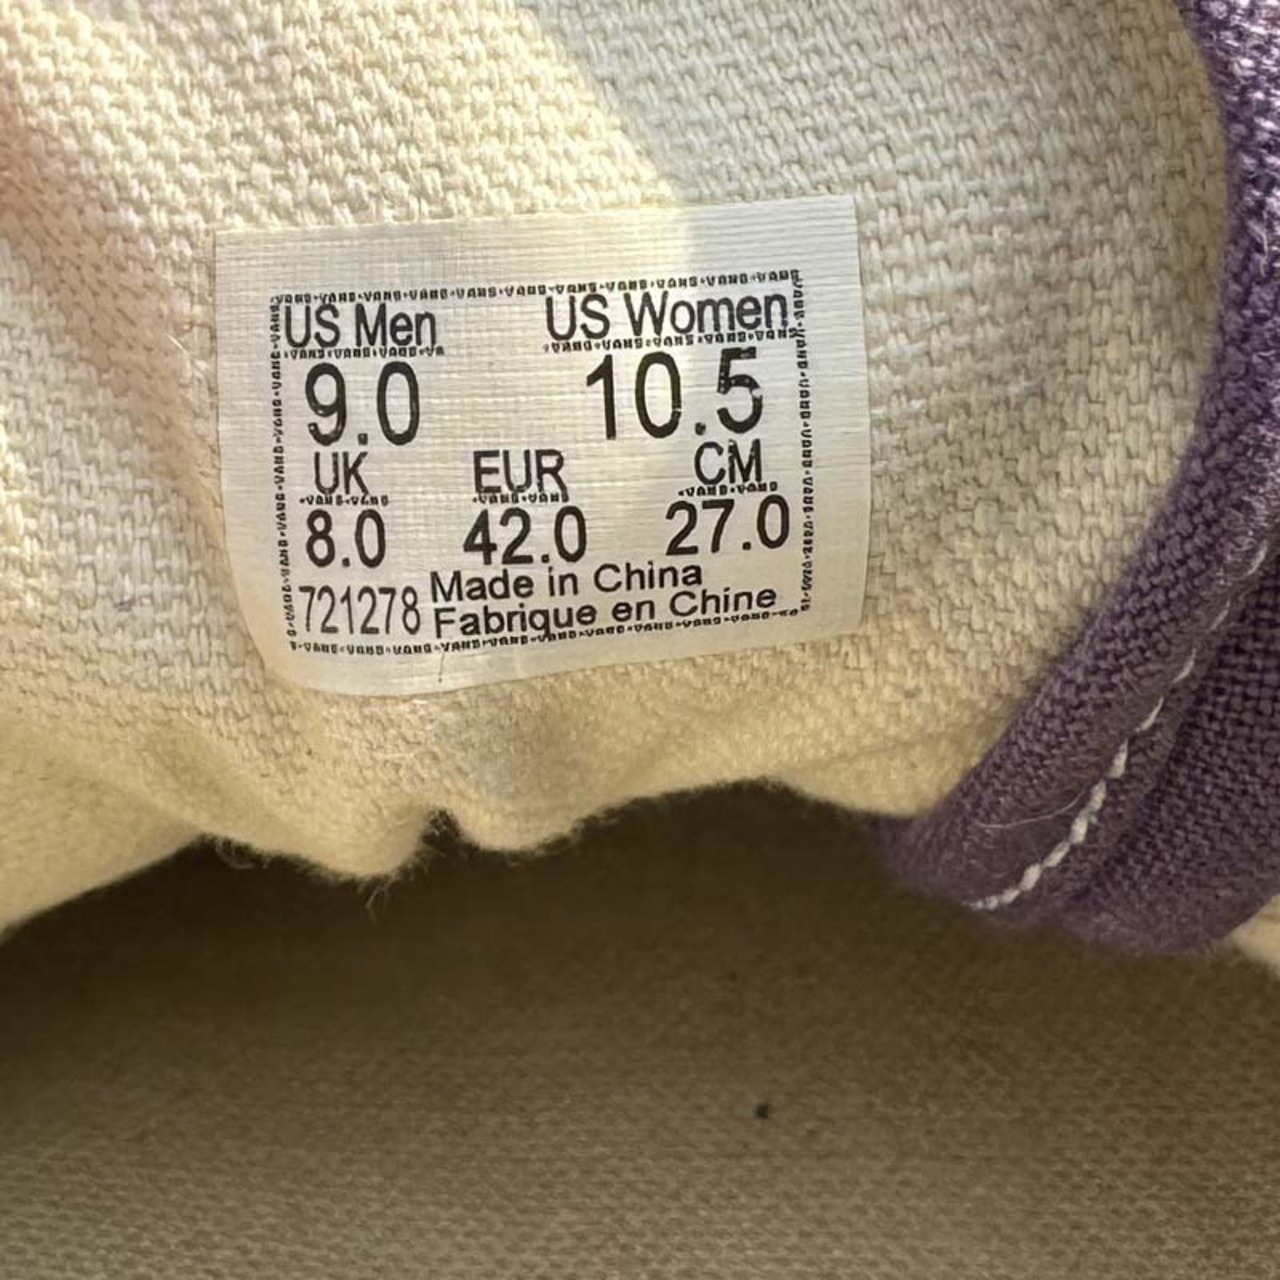 US Men US Women
9.0 10.5
UK EUR CM
8.0 42.0 27.0
721278 Made in China
Fabrique en Chine